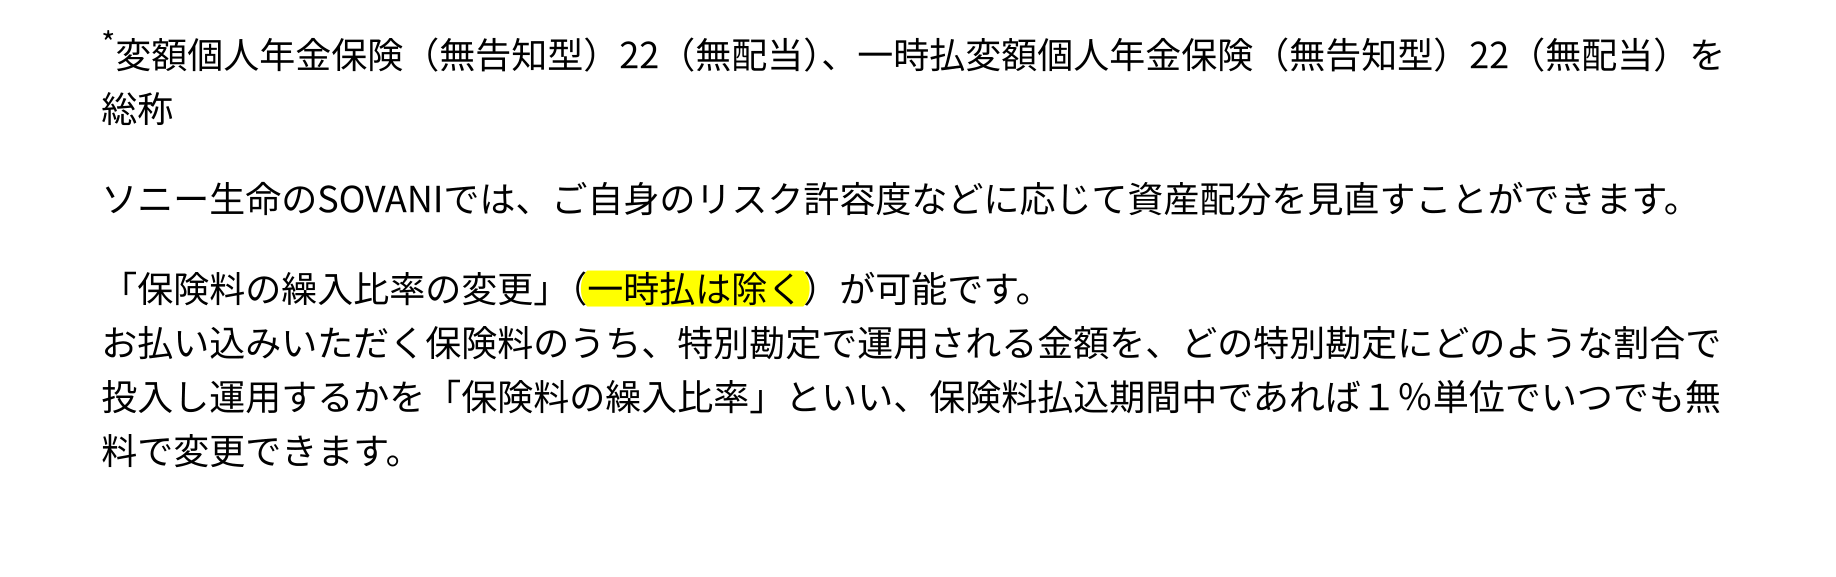 *変額個人年金保険（無告知型）22（無配当）、一時払変額個人年金保険（無告知型）22（無配当）を
総称
ソニー生命のSOVANIでは、ご自身のリスク許容度などに応じて資産配分を見直すことができます。
「保険料の繰入比率の変更」（一時払は除く）が可能です。
お払い込みいただく保険料のうち、特別勘定で運用される金額を、どの特別勘定にどのような割合で
投入し運用するかを「保険料の繰入比率」といい、保険料払込期間中であれば１％単位でいつでも無
料で変更できます。